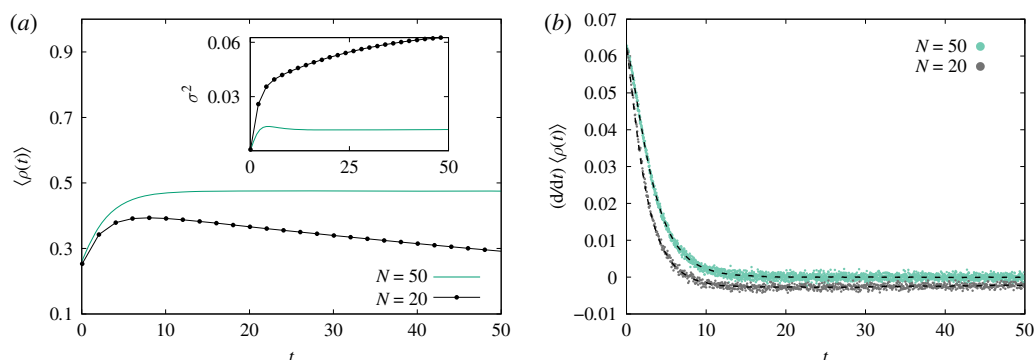 (a)
0.9
0.7
0.5
0.3
0.1
⟨ρ(t)⟩
0 10 20 30 40 50
t
0.06
0.03
σ²
0 25 50
N = 50
N = 20
(b)
0.07
0.06
0.05
0.04
0.03
0.02
0.01
0
−0.01
(d/dt) ⟨ρ(t)⟩
0 10 20 30 40 50
t
N = 50
N = 20